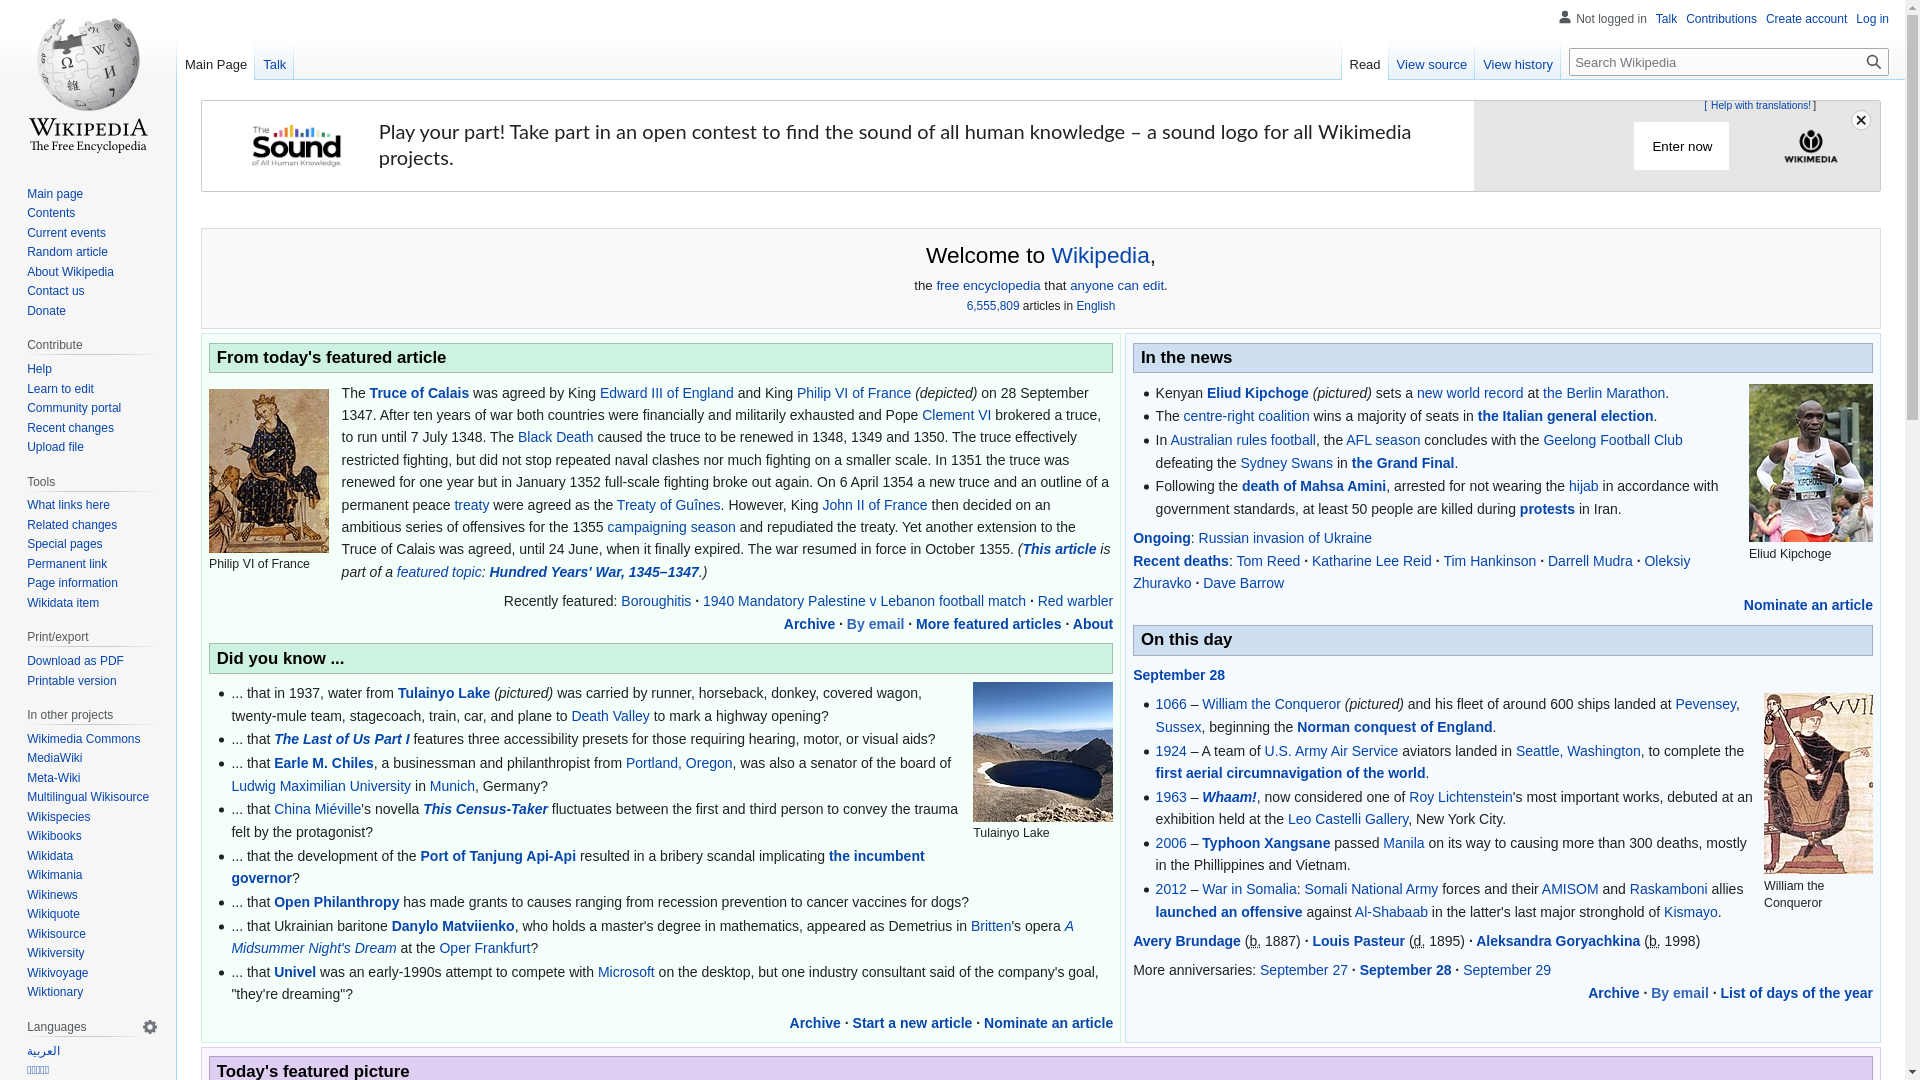 Not logged in Talk Contributions Create account Log in
Main Page Talk
Read View source View history Search Wikipedia
WIKIPEDIA
The Free Encyclopedia
Main page
Contents
Current events
Random article
About Wikipedia
Contact us
Donate
Contribute
Help
Learn to edit
Community portal
Recent changes
Upload file
Tools
What links here
Related changes
Special pages
Permanent link
Page information
Wikidata item
Print/export
Download as PDF
Printable version
In other projects
Wikimedia Commons
MediaWiki
Meta-Wiki
Multilingual Wikisource
Wikispecies
Wikibooks
Wikidata
Wikimania
Wikinews
Wikiquote
Wikisource
Wikiversity
Wikivoyage
Wiktionary
Languages
العربية
[ Help with translations! ]
The
Sound
of All Human Knowledge
Play your part! Take part in an open contest to find the sound of all human knowledge – a sound logo for all Wikimedia
projects.
Enter now
WIKIMEDIA
Welcome to Wikipedia,
the free encyclopedia that anyone can edit.
6,555,809 articles in English
From today's featured article
The Truce of Calais was agreed by King Edward III of England and King Philip VI of France (depicted) on 28 September
1347. After ten years of war both countries were financially and militarily exhausted and Pope Clement VI brokered a truce,
to run until 7 July 1348. The Black Death caused the truce to be renewed in 1348, 1349 and 1350. The truce effectively
restricted fighting, but did not stop repeated naval clashes nor much fighting on a smaller scale. In 1351 the truce was
renewed for one year but in January 1352 full-scale fighting broke out again. On 6 April 1354 a new truce and an outline of a
permanent peace treaty were agreed as the Treaty of Guînes. However, King John II of France then decided on an
ambitious series of offensives for the 1355 campaigning season and repudiated the treaty. Yet another extension to the
Truce of Calais was agreed, until 24 June, when it finally expired. The war resumed in force in October 1355. (This article is
part of a featured topic: Hundred Years' War, 1345–1347.)
Philip VI of France
Recently featured: Boroughitis · 1940 Mandatory Palestine v Lebanon football match · Red warbler
Archive · By email · More featured articles · About
Did you know ...
... that in 1937, water from Tulainyo Lake (pictured) was carried by runner, horseback, donkey, covered wagon,
twenty-mule team, stagecoach, train, car, and plane to Death Valley to mark a highway opening?
... that The Last of Us Part I features three accessibility presets for those requiring hearing, motor, or visual aids?
... that Earle M. Chiles, a businessman and philanthropist from Portland, Oregon, was also a senator of the board of
Ludwig Maximilian University in Munich, Germany?
... that China Miéville's novella This Census-Taker fluctuates between the first and third person to convey the trauma
felt by the protagonist?
Tulainyo Lake
... that the development of the Port of Tanjung Api-Api resulted in a bribery scandal implicating the incumbent
governor?
... that Open Philanthropy has made grants to causes ranging from recession prevention to cancer vaccines for dogs?
... that Ukrainian baritone Danylo Matviienko, who holds a master's degree in mathematics, appeared as Demetrius in Britten's opera A
Midsummer Night's Dream at the Oper Frankfurt?
... that Univel was an early-1990s attempt to compete with Microsoft on the desktop, but one industry consultant said of the company's goal,
"they're dreaming"?
Archive · Start a new article · Nominate an article
In the news
Kenyan Eliud Kipchoge (pictured) sets a new world record at the Berlin Marathon.
The centre-right coalition wins a majority of seats in the Italian general election.
In Australian rules football, the AFL season concludes with the Geelong Football Club
defeating the Sydney Swans in the Grand Final.
Following the death of Mahsa Amini, arrested for not wearing the hijab in accordance with
government standards, at least 50 people are killed during protests in Iran.
KIPCHOGE
Eliud Kipchoge
Ongoing: Russian invasion of Ukraine
Recent deaths: Tom Reed · Katharine Lee Reid · Tim Hankinson · Darrell Mudra · Oleksiy
Zhuravko · Dave Barrow
Nominate an article
On this day
September 28
1066 – William the Conqueror (pictured) and his fleet of around 600 ships landed at Pevensey,
Sussex, beginning the Norman conquest of England.
1924 – A team of U.S. Army Air Service aviators landed in Seattle, Washington, to complete the
first aerial circumnavigation of the world.
1963 – Whaam!, now considered one of Roy Lichtenstein's most important works, debuted at an
exhibition held at the Leo Castelli Gallery, New York City.
2006 – Typhoon Xangsane passed Manila on its way to causing more than 300 deaths, mostly
in the Phillippines and Vietnam.
2012 – War in Somalia: Somali National Army forces and their AMISOM and Raskamboni allies
launched an offensive against Al-Shabaab in the latter's last major stronghold of Kismayo.
William the
Conqueror
Avery Brundage (b. 1887) · Louis Pasteur (d. 1895) · Aleksandra Goryachkina (b. 1998)
More anniversaries: September 27 · September 28 · September 29
Archive · By email · List of days of the year
Today's featured picture